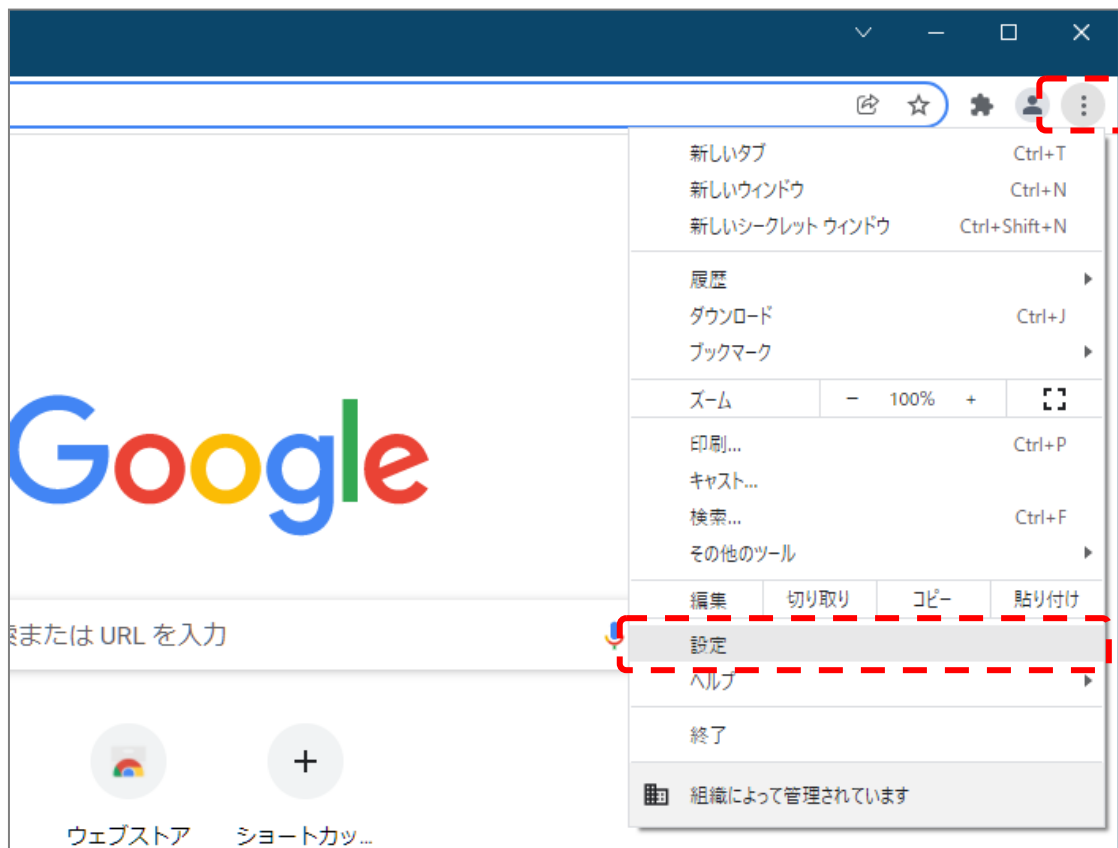 新しいタブ Ctrl+T
新しいウィンドウ Ctrl+N
新しいシークレット ウィンドウ Ctrl+Shift+N
履歴
ダウンロード Ctrl+J
ブックマーク
ズーム − 100% +
印刷... Ctrl+P
キャスト...
検索... Ctrl+F
その他のツール
編集 切り取り コピー 貼り付け
設定
ヘルプ
終了
組織によって管理されています
Google
または URL を入力
ウェブストア ショートカッ...